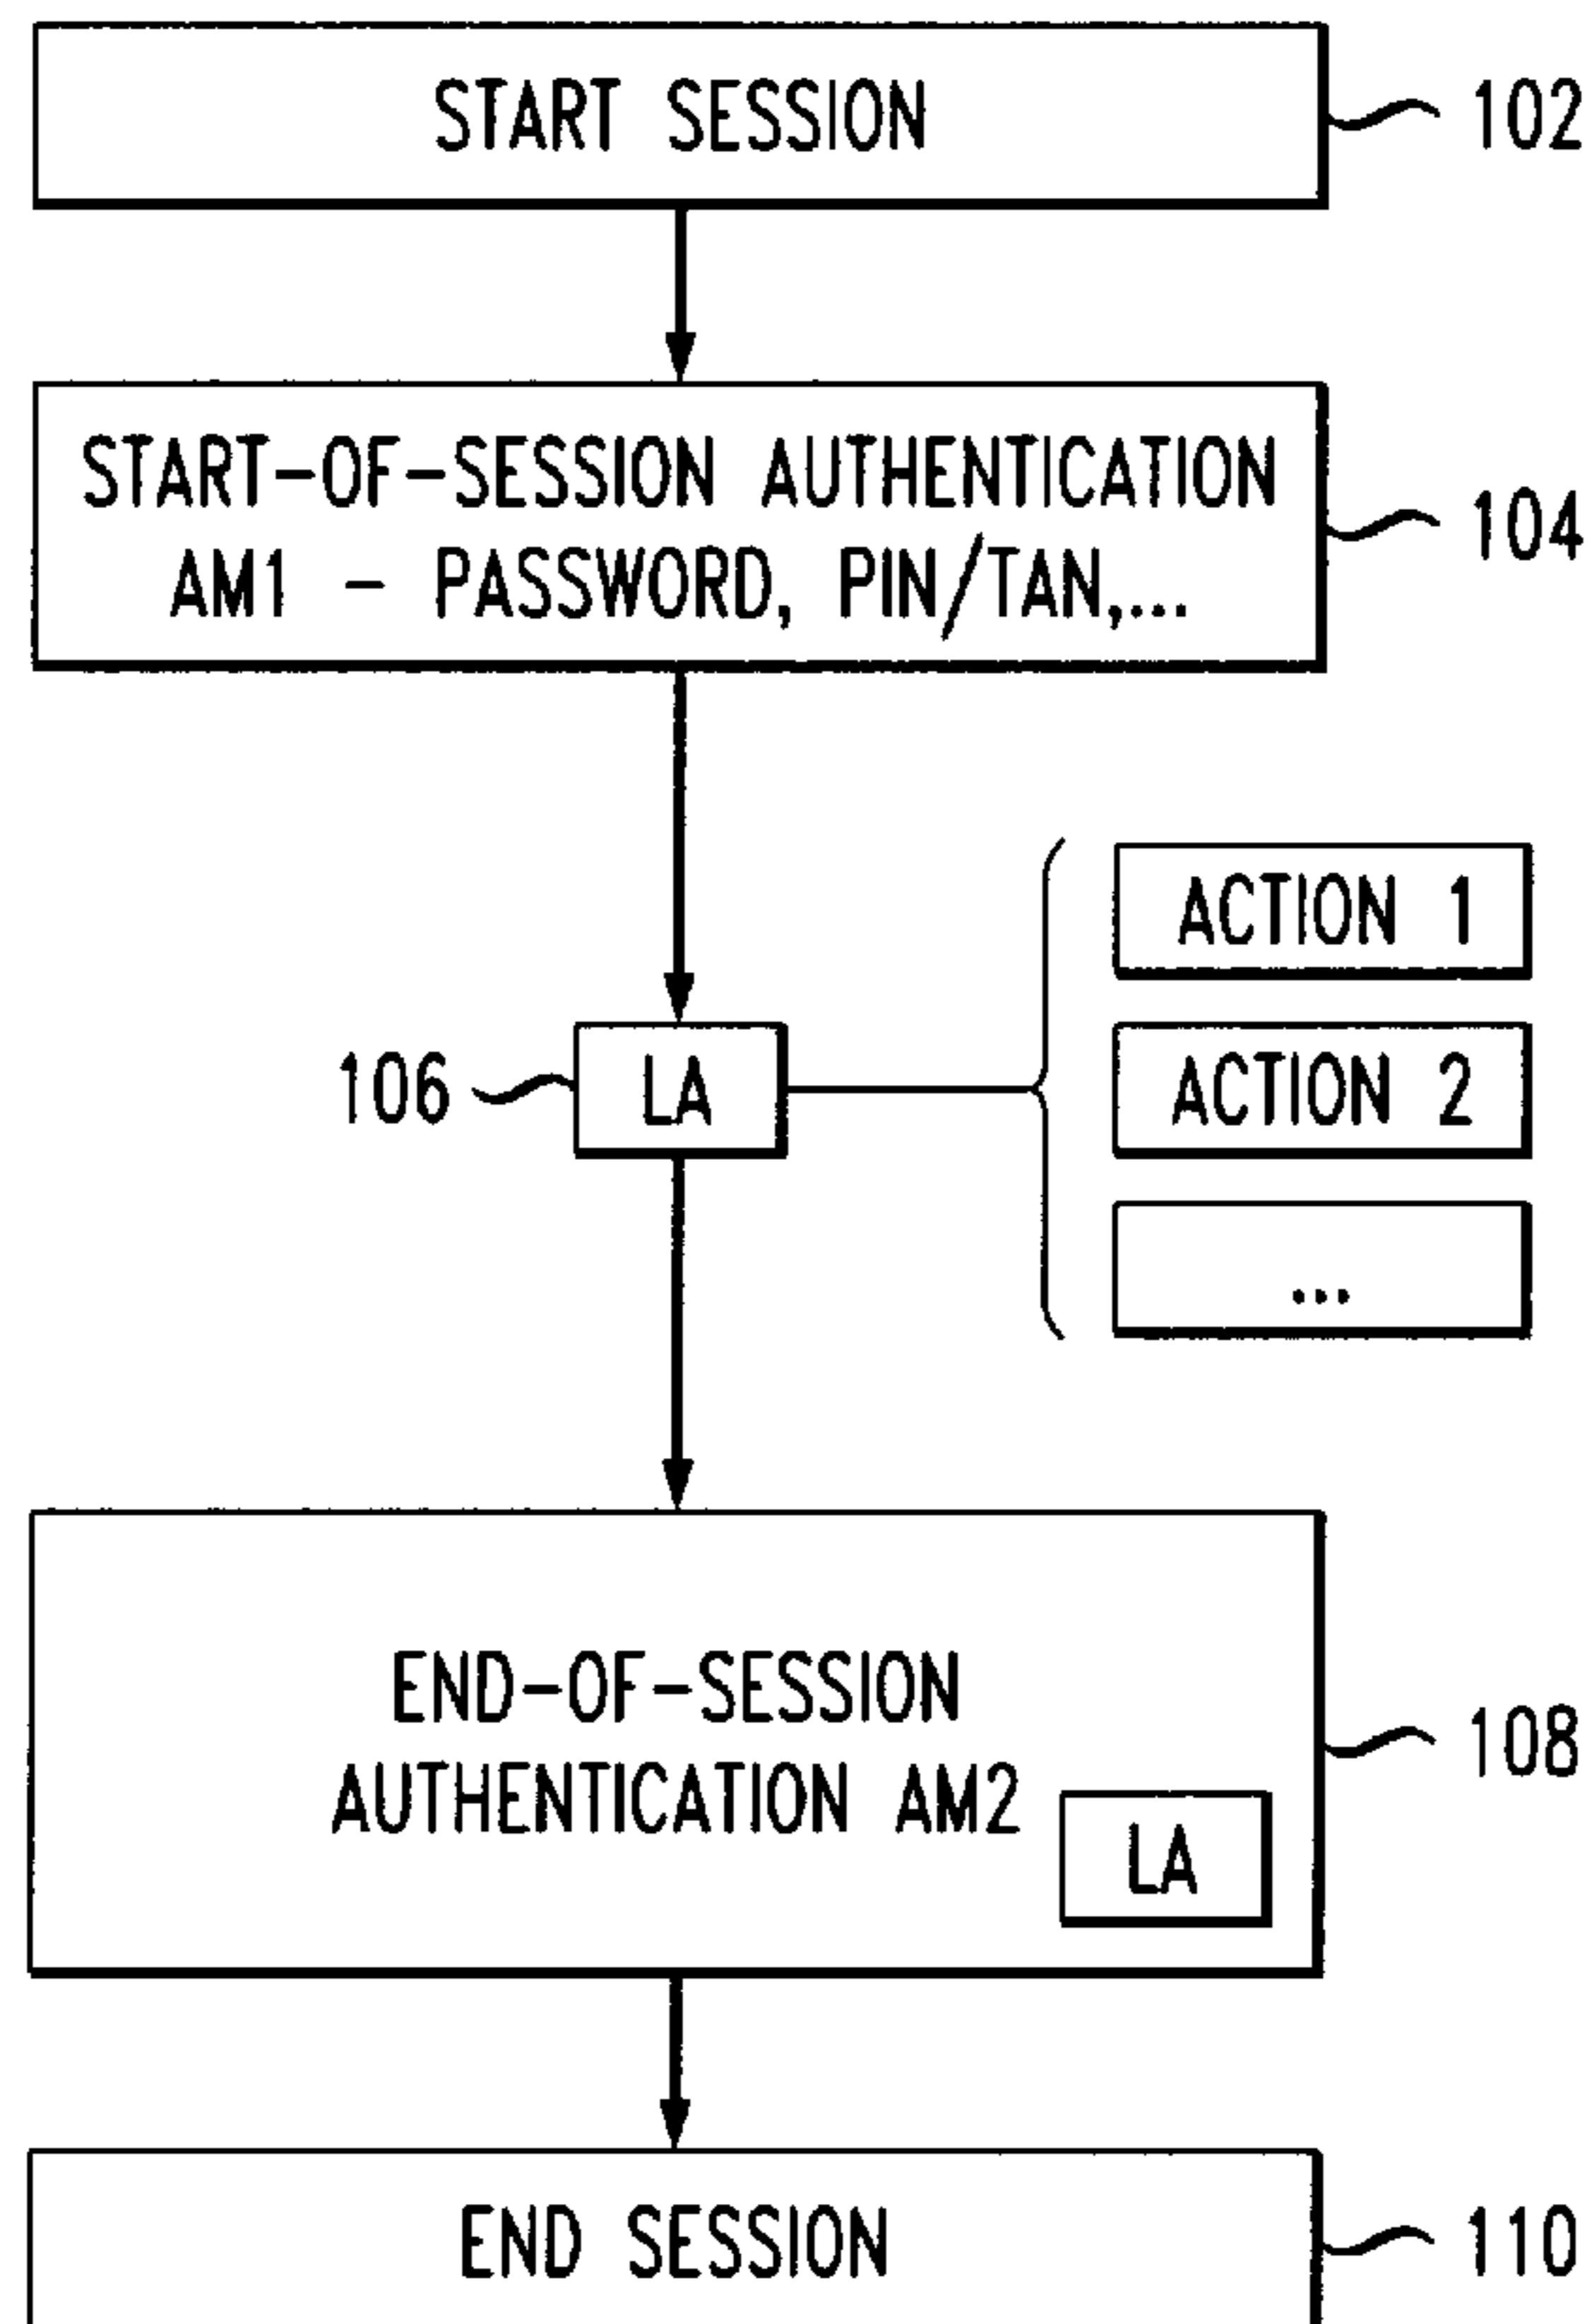 START SESSION
102
START-OF-SESSION AUTHENTICATION
AM1 - PASSWORD, PIN/TAN,...
104
ACTION 1
106
LA
ACTION 2
...
END-OF-SESSION
AUTHENTICATION AM2
LA
108
END SESSION
110